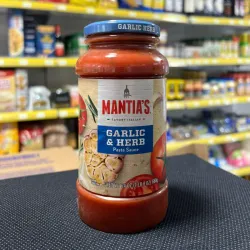 GARLIC & HERB
MANTIA'S
GARLIC
& HERB
Pasta Sauce